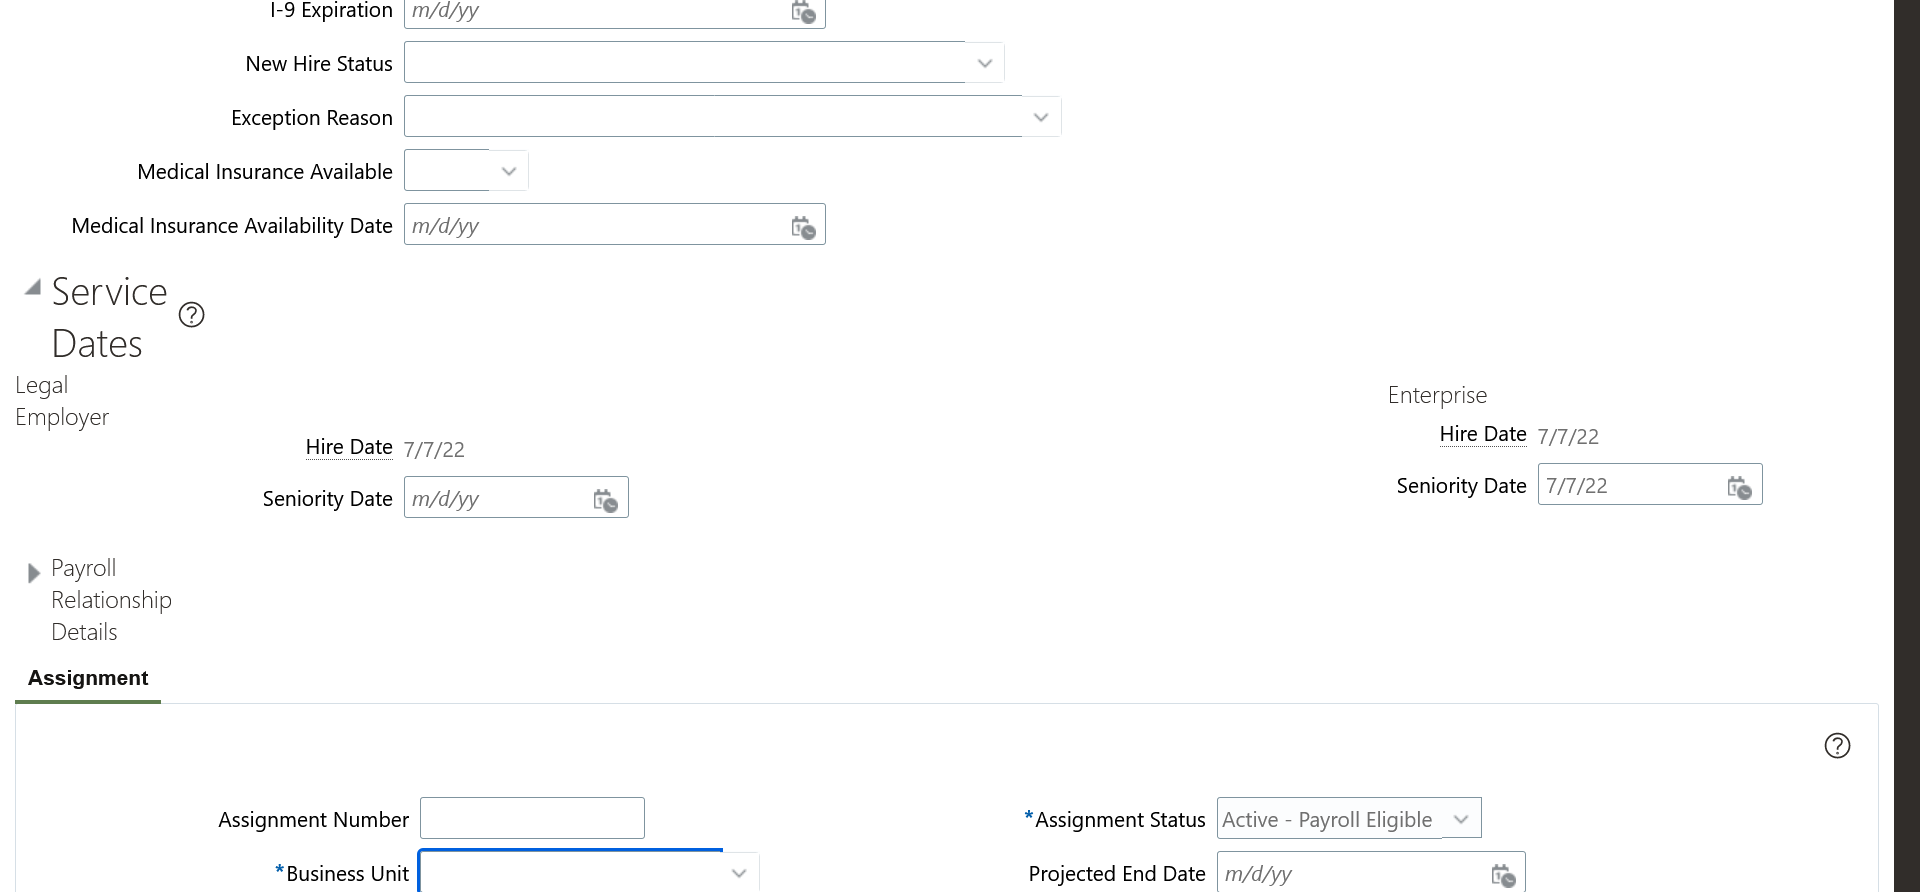 I-9 Expiration m/d/yy
New Hire Status
Exception Reason
Medical Insurance Available
Medical Insurance Availability Date m/d/yy
Service
Dates
Legal
Employer
Hire Date 7/7/22
Seniority Date m/d/yy
Enterprise
Hire Date 7/7/22
Seniority Date 7/7/22
Payroll
Relationship
Details
Assignment
Assignment Number
*Assignment Status Active - Payroll Eligible
*Business Unit
Projected End Date m/d/yy